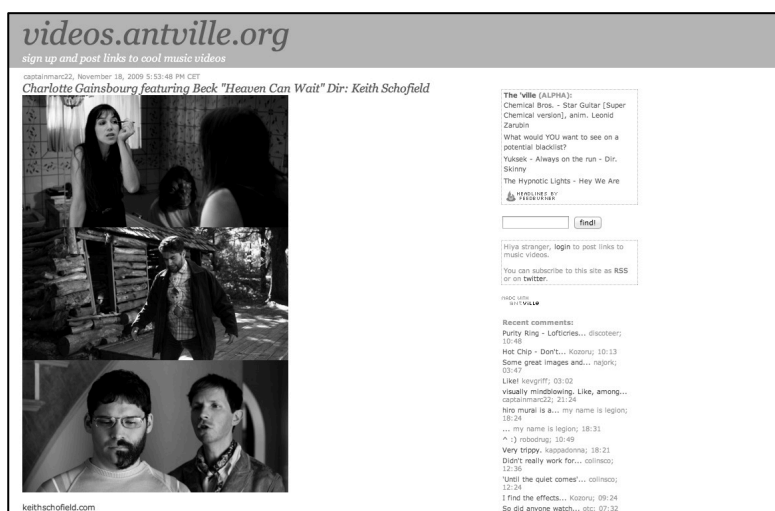 videos.antville.org
sign up and post links to cool music videos
captainmarc22, November 18, 2009 5:53:48 PM CET
Charlotte Gainsbourg featuring Beck "Heaven Can Wait" Dir: Keith Schofield
keithschofield.com
The 'ville (ALPHA):
Chemical Bros. - Star Guitar [Super
Chemical version], anim. Leonid
Zarubin
What would YOU want to see on a
potential blacklist?
Yuksek - Always on the run - Dir.
Skinny
The Hypnotic Lights - Hey We Are
HEADLINES BY
FEEDBURNER
find!
Hiya stranger, login to post links to
music videos.
You can subscribe to this site as RSS
or on twitter.
MADE WITH
ANTVILLE
Recent comments:
Purity Ring - Lofticries... discoteer;
10:48
Hot Chip - Don't... Kozoru; 10:13
Some great images and... najork;
03:47
Like! kevgriff; 03:02
visually mindblowing. Like, among...
captainmarc22; 21:24
hiro murai is a... my name is legion;
18:24
... my name is legion; 18:31
^ :) robodrug; 10:49
Very trippy. kappadonna; 18:21
Didn't really work for... colinsco;
12:36
'Until the quiet comes'... colinsco;
12:24
I find the effects... Kozoru; 09:24
So did anyone watch... otc; 07:32